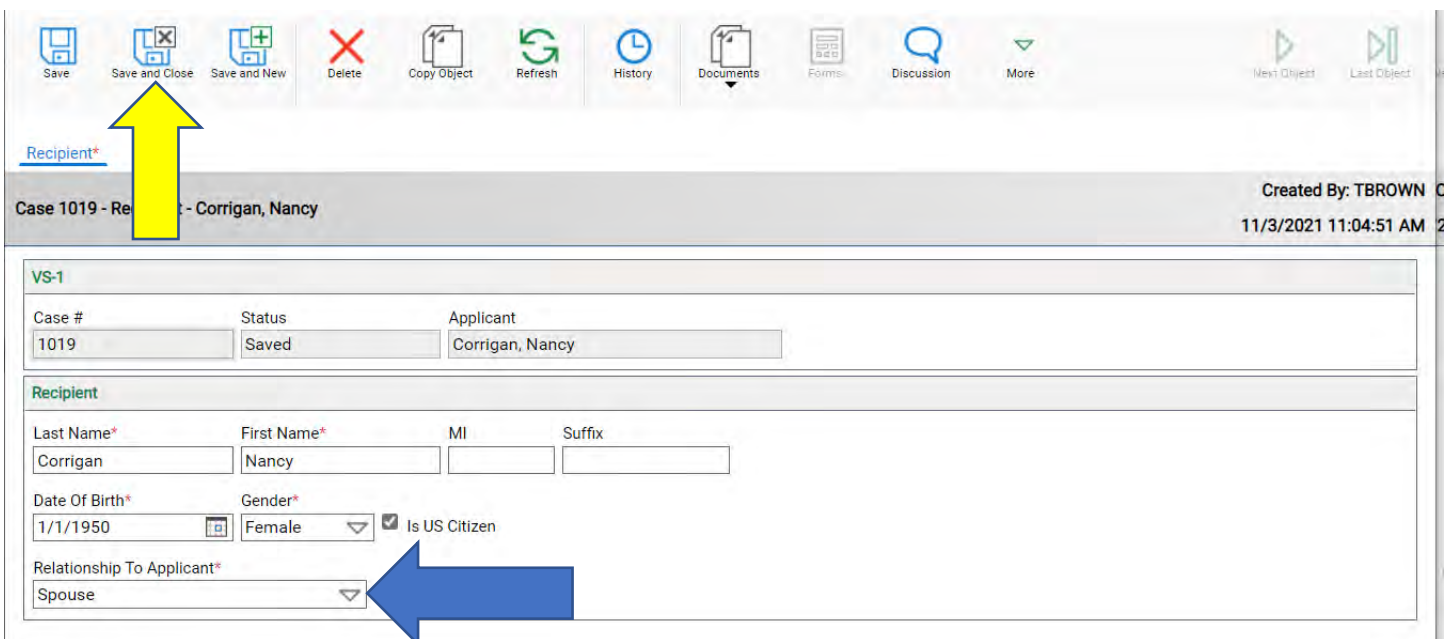 Save Save and Close Save and New Delete Copy Object Refresh History Documents Forms Discussion More Next Object Last Object
Recipient*
Case 1019 - Re t - Corrigan, Nancy
Created By: TBROWN
11/3/2021 11:04:51 AM
VS-1
Case # Status Applicant
1019 Saved Corrigan, Nancy
Recipient
Last Name* First Name* MI Suffix
Corrigan Nancy
Date Of Birth* Gender*
1/1/1950 Female Is US Citizen
Relationship To Applicant*
Spouse